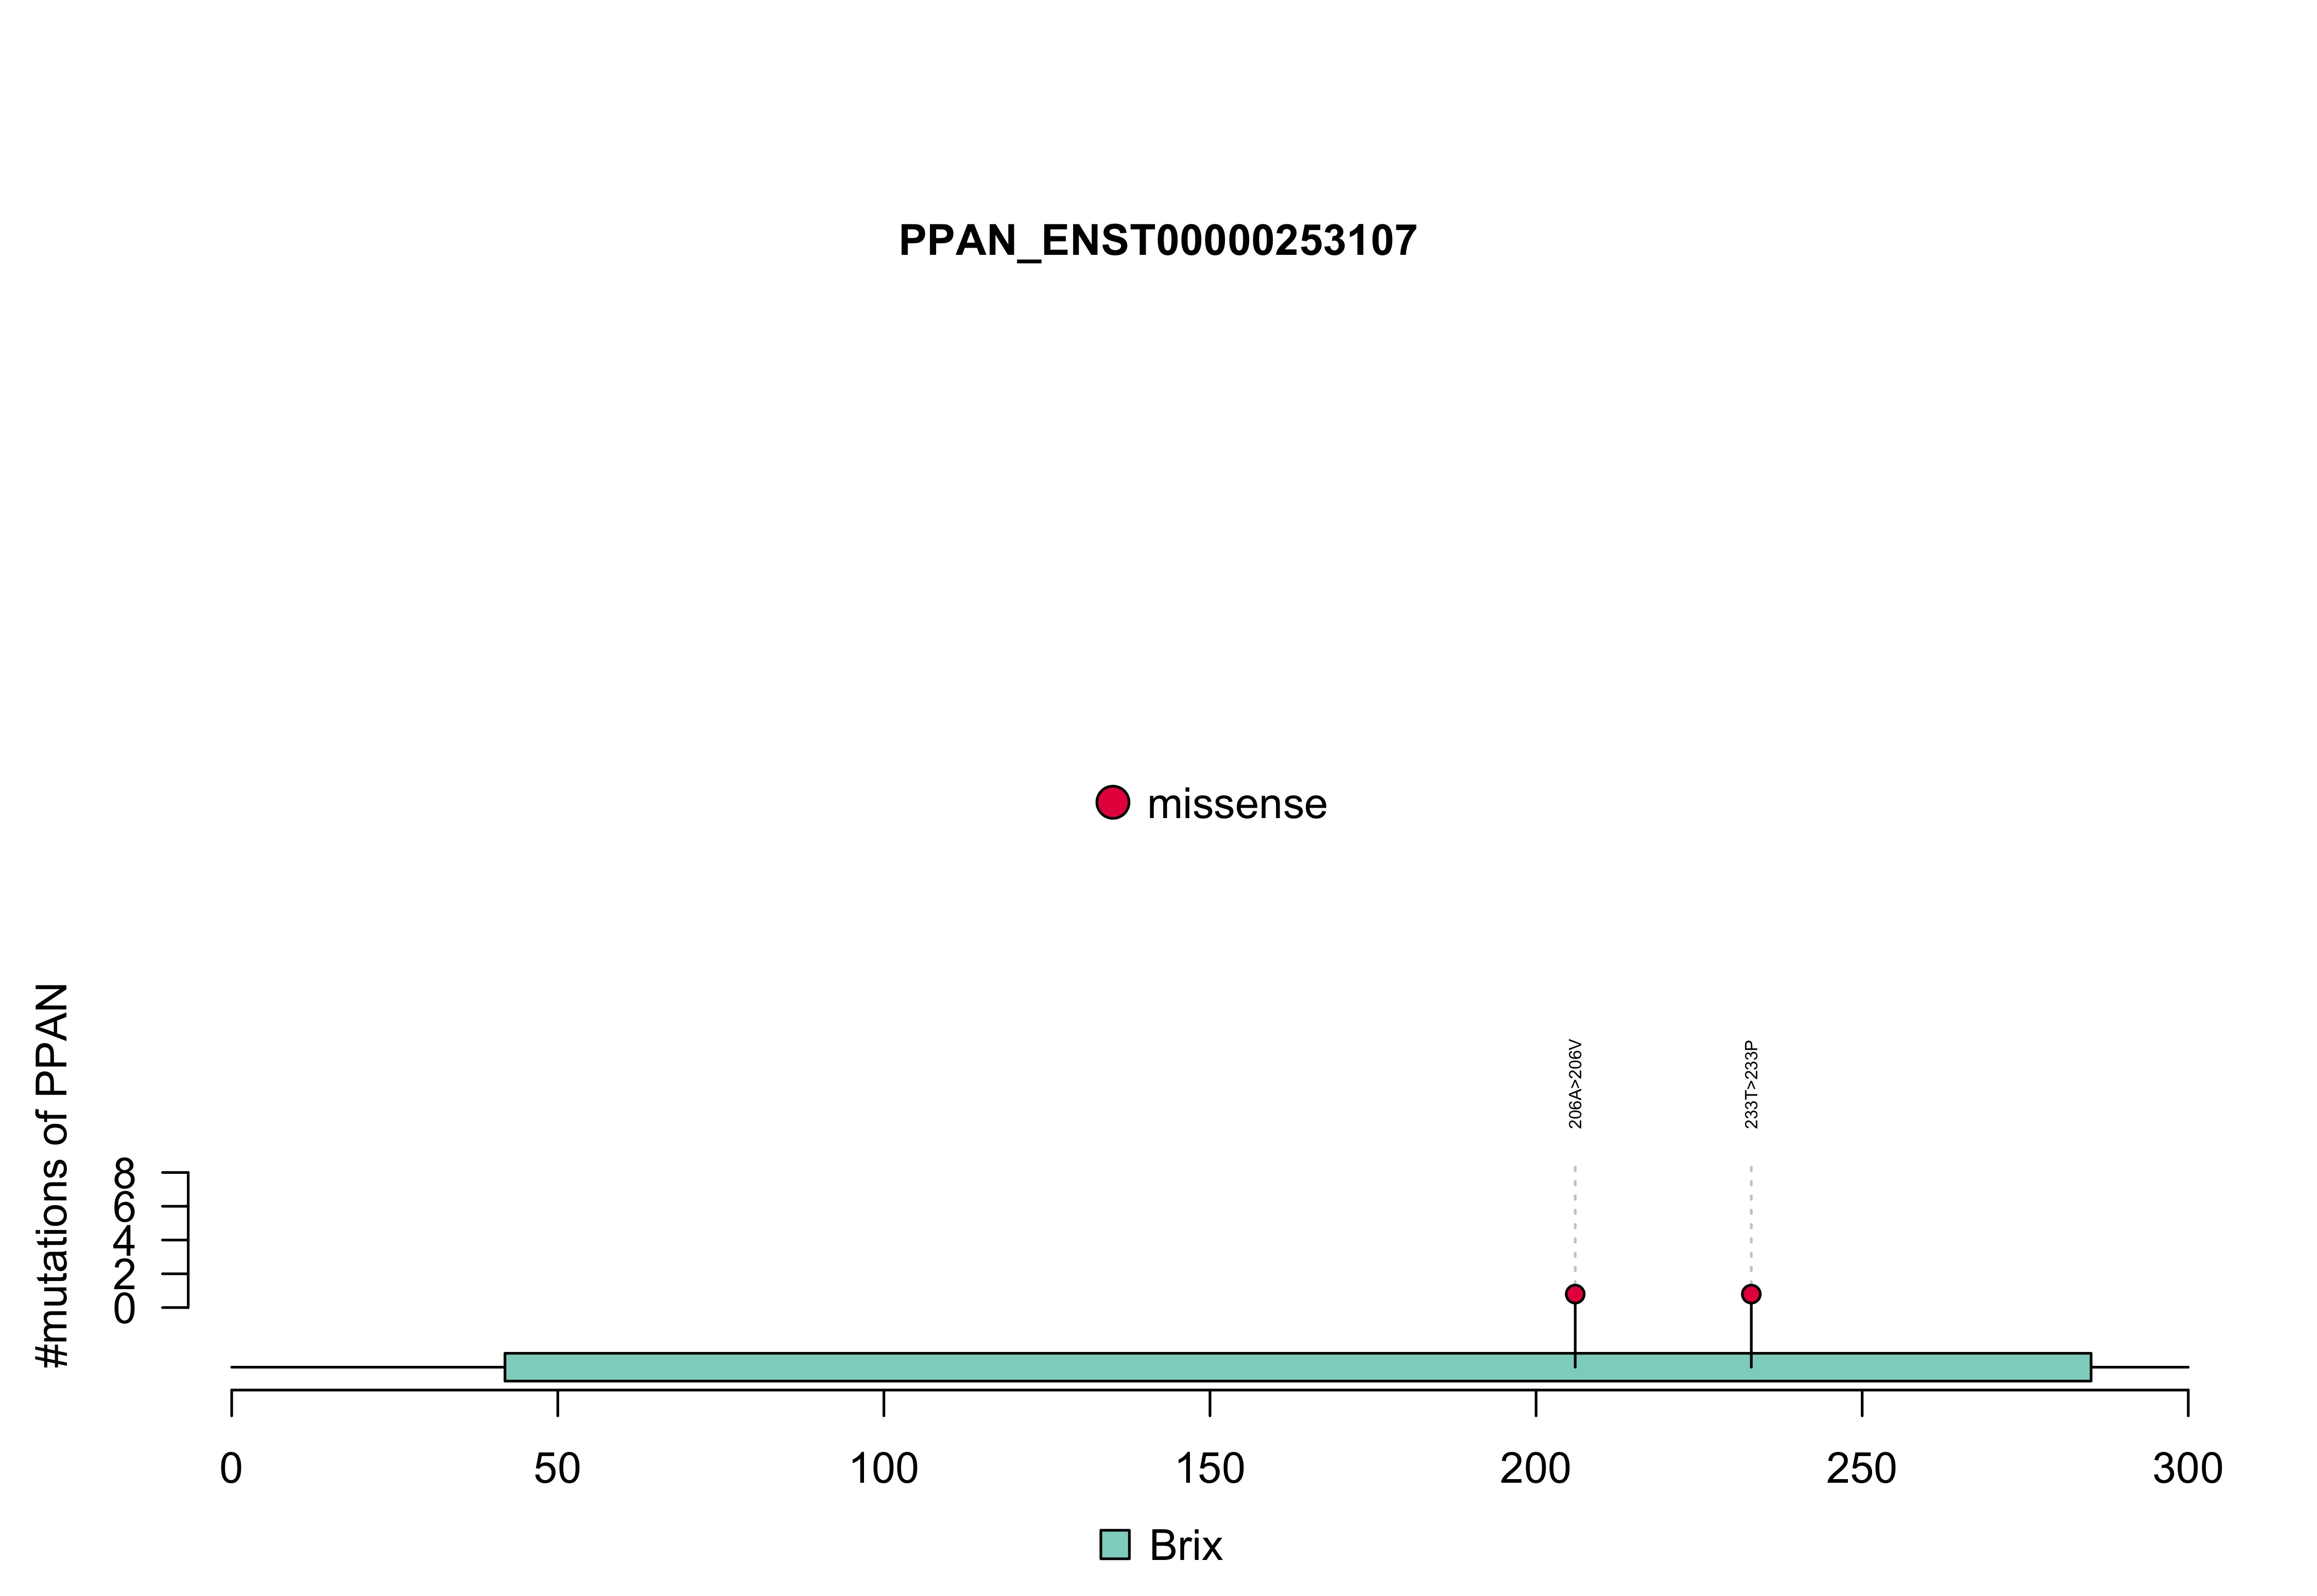 PPAN_ENST00000253107
missense
#mutations of PPAN
206A>206V
233T>233P
8
6
4
2
0
0 50 100 150 200 250 300
Brix